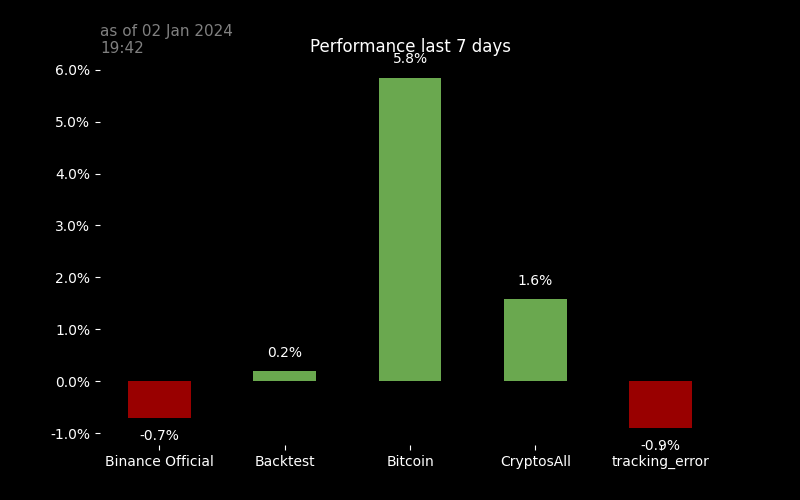 as of 02 Jan 2024
19:42
Performance last 7 days
6.0%
5.0%
4.0%
3.0%
2.0%
1.0%
0.0%
-1.0%
-0.7%
0.2%
5.8%
1.6%
-0.9%
Binance Official
Backtest
Bitcoin
CryptosAll
tracking_error